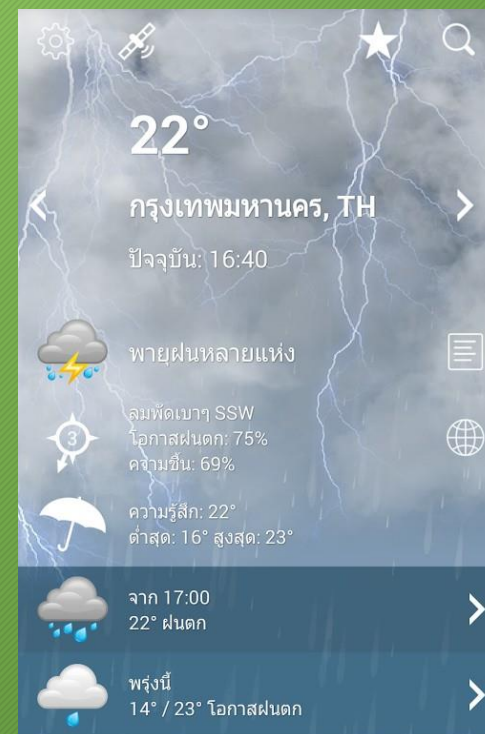 22°
กรุงเทพมหานคร, TH
ปัจจุบัน: 16:40
พายุฝนหลายแห่ง
3
ลมพัดเบาๆ SSW
โอกาสฝนตก: 75%
ความชื้น: 69%
ความรู้สึก: 22°
ต่ำสุด: 16° สูงสุด: 23°
จาก 17:00
22° ฝนตก
พรุ่งนี้
14° / 23° โอกาสฝนตก